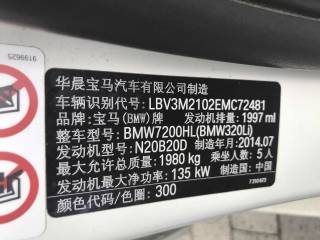 华晨宝马汽车有限公司制造
车辆识别代号: LBV3M2102EMC72481
品牌: 宝马(BMW)牌 发动机排量: 1997 ml
整车型号: BMW7200HL(BMW320Li)
发动机型号: N20B20D 制造年月: 2014.07
最大允许总质量: 1980 kg 乘坐人数: 5 人
发动机最大净功率: 135 kW 制造国: 中国
颜色代码/色圈: 300